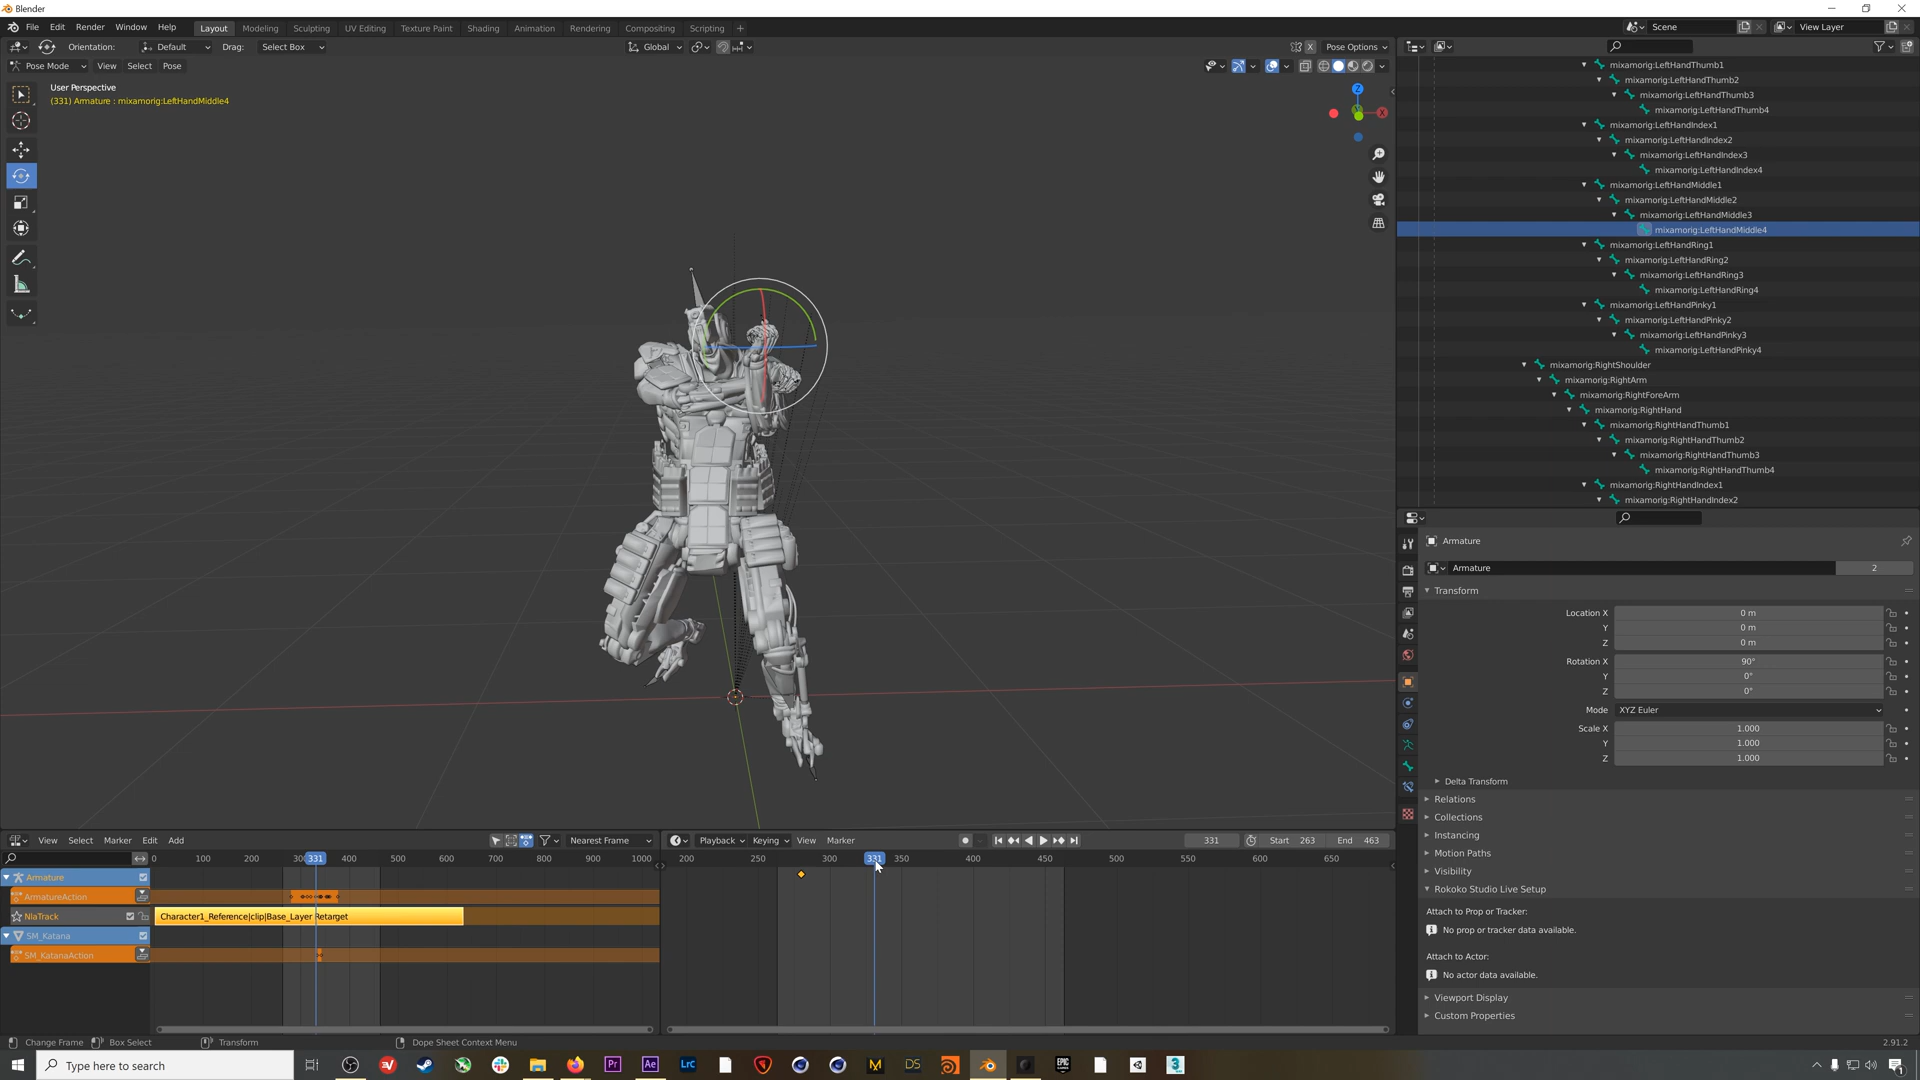 Blender
File Edit Render Window Help Layout Modeling Sculpting UV Editing Texture Paint Shading Animation Rendering Compositing Scripting + Scene View Layer
Orientation: Default Drag: Select Box Global X Pose Options
Pose Mode View Select Pose
User Perspective
(331) Armature : mixamorig:LeftHandMiddle4
Z
X
mixamorig:LeftHandThumb1
mixamorig:LeftHandThumb2
mixamorig:LeftHandThumb3
mixamorig:LeftHandThumb4
mixamorig:LeftHandIndex1
mixamorig:LeftHandIndex2
mixamorig:LeftHandIndex3
mixamorig:LeftHandIndex4
mixamorig:LeftHandMiddle1
mixamorig:LeftHandMiddle2
mixamorig:LeftHandMiddle3
mixamorig:LeftHandMiddle4
mixamorig:LeftHandRing1
mixamorig:LeftHandRing2
mixamorig:LeftHandRing3
mixamorig:LeftHandRing4
mixamorig:LeftHandPinky1
mixamorig:LeftHandPinky2
mixamorig:LeftHandPinky3
mixamorig:LeftHandPinky4
mixamorig:RightShoulder
mixamorig:RightArm
mixamorig:RightForeArm
mixamorig:RightHand
mixamorig:RightHandThumb1
mixamorig:RightHandThumb2
mixamorig:RightHandThumb3
mixamorig:RightHandThumb4
mixamorig:RightHandIndex1
mixamorig:RightHandIndex2
Armature
Armature 2
Transform
Location X 0 m
Y 0 m
Z 0 m
Rotation X 90°
Y 0°
Z 0°
Mode XYZ Euler
Scale X 1.000
Y 1.000
Z 1.000
Delta Transform
Relations
Collections
Instancing
Motion Paths
Visibility
Rokoko Studio Live Setup
Attach to Prop or Tracker:
No prop or tracker data available.
Attach to Actor:
No actor data available.
Viewport Display
Custom Properties
View Select Marker Edit Add Nearest Frame
0 100 200 300 331 400 500 600 700 800 900 1000
Armature
ArmatureAction
NlaTrack Character1_Reference|clip|Base_Layer Retarget
SM_Katana
SM_KatanaAction
Playback Keying View Marker 331 Start 263 End 463
200 250 300 331 350 400 450 500 550 600 650
Change Frame Box Select Transform Dope Sheet Context Menu 2.91.2
Type here to search Pr Ae LrC M DS EPIC GAMES 3 1